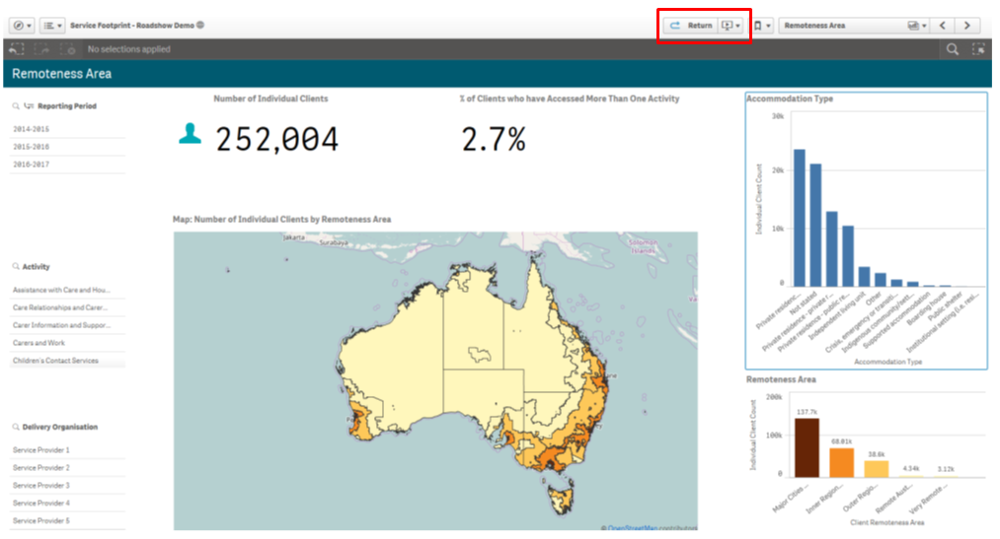 Service Footprint - Roadshow Demo
Return
Remoteness Area
No selections applied
Remoteness Area
Reporting Period
2014-2015
2015-2016
2016-2017
Activity
Assistance with Care and Hou...
Care Relationships and Carer...
Carer Information and Suppor...
Carers and Work
Children's Contact Services
Delivery Organisation
Service Provider 1
Service Provider 2
Service Provider 3
Service Provider 4
Service Provider 5
Number of Individual Clients
252,004
% of Clients who have Accessed More Than One Activity
2.7%
Map: Number of Individual Clients by Remoteness Area
Jakarta
Surabaya
Solomon
Islands
© OpenStreetMap contributors
Accommodation Type
Individual Client Count
30k
20k
10k
0
Private residenc...
Not stated
Private residence - private r...
Private residence - public re...
Independent living unit
Other
Crisis, emergency or transiti...
Indigenous community/sett...
Supported accommodation
Boarding house
Public shelter
Institutional setting (i.e. resi...
Accommodation Type
Remoteness Area
Individual Client Count
200k
100k
0
137.7k
68.01k
38.6k
4.34k
3.12k
Major Cities ...
Inner Region...
Outer Regio...
Remote Aust...
Very Remote ...
Client Remoteness Area